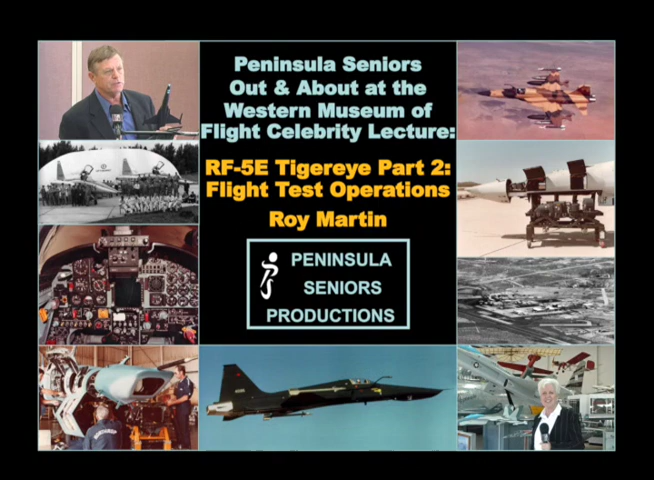 Peninsula Seniors
Out & About at the
Western Museum of
Flight Celebrity Lecture:
RF-5E Tigereye Part 2:
Flight Test Operations
Roy Martin
PENINSULA
SENIORS
PRODUCTIONS